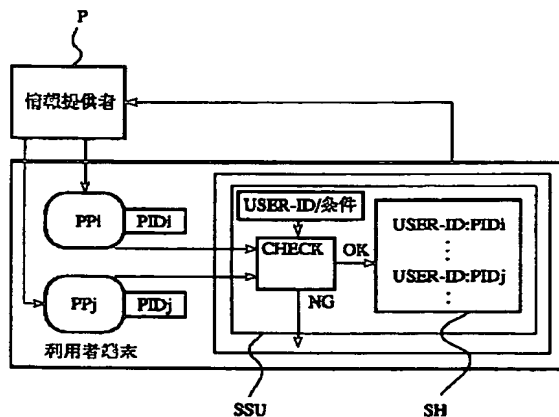 P
情報提供者
USER-ID/条件
PPi
PIDi
CHECK
OK
USER-ID:PIDi
USER-ID:PIDj
NG
PPj
PIDj
利用者端末
SSU
SH